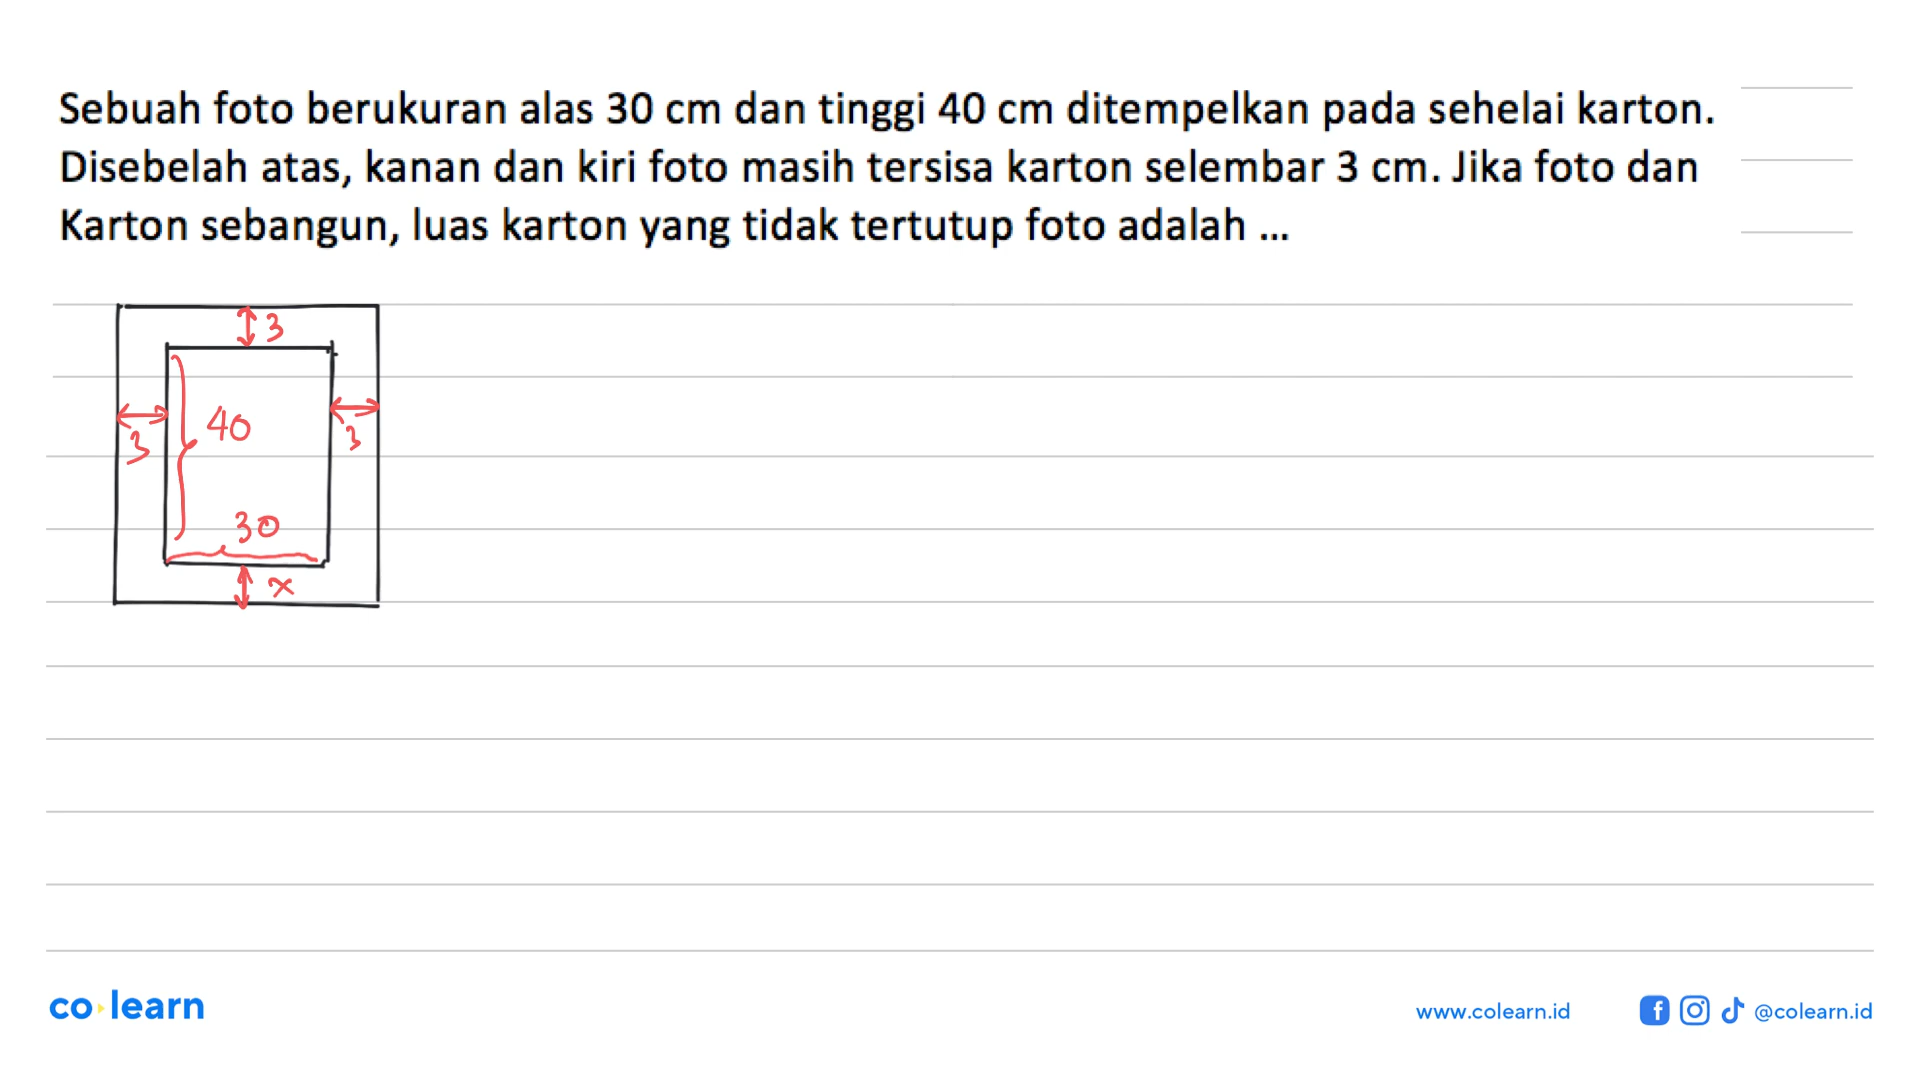 Sebuah foto berukuran alas 30 cm dan tinggi 40 cm ditempelkan pada sehelai karton.
Disebelah atas, kanan dan kiri foto masih tersisa karton selembar 3 cm. Jika foto dan
Karton sebangun, luas karton yang tidak tertutup foto adalah ...
3
40
3
3
30
x
co learn
www.colearn.id
@colearn.id